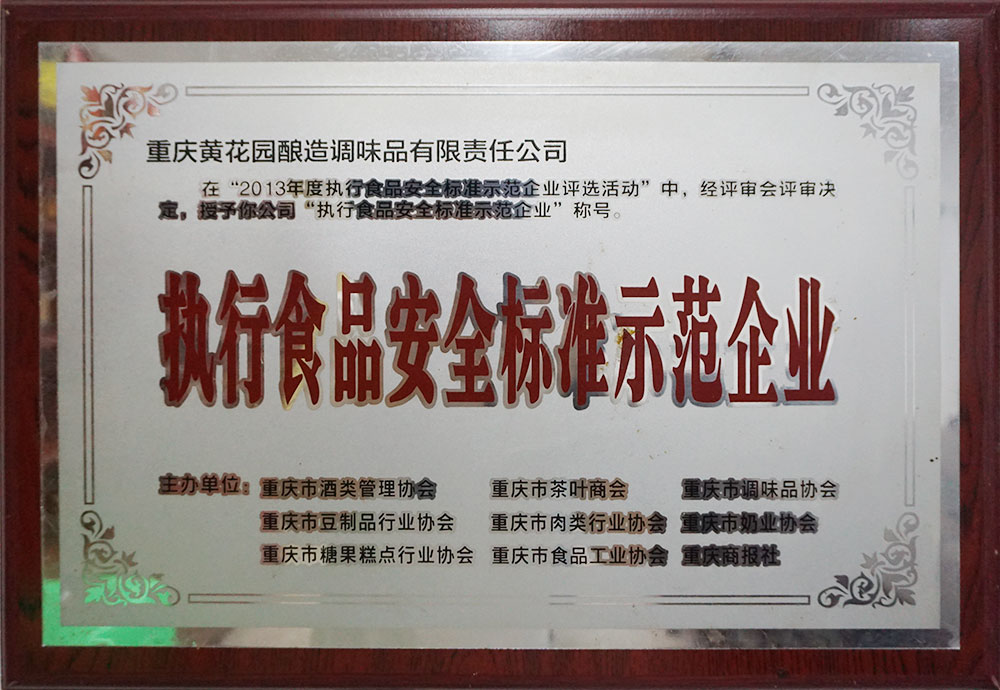 重庆黄花园酿造调味品有限责任公司
在“2013年度执行食品安全标准示范企业评选活动”中，经评审会评审决
定，授予你公司“执行食品安全标准示范企业”称号。
执行食品安全标准示范企业
主办单位：重庆市酒类管理协会 重庆市茶叶商会 重庆市调味品协会
重庆市豆制品行业协会 重庆市肉类行业协会 重庆市奶业协会
重庆市糖果糕点行业协会 重庆市食品工业协会 重庆商报社